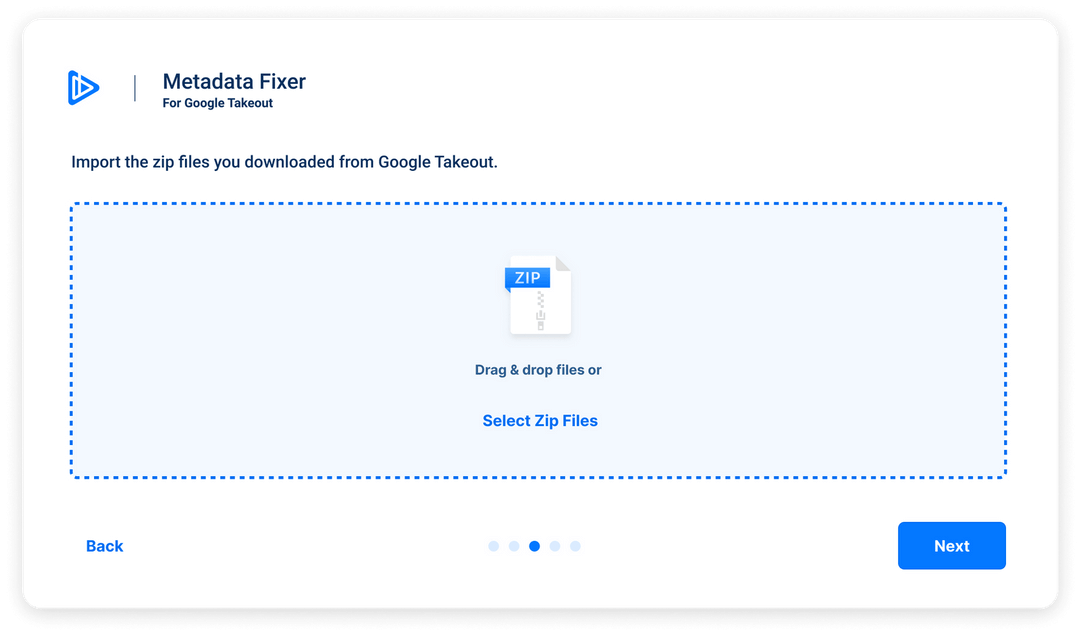 Metadata Fixer
For Google Takeout
Import the zip files you downloaded from Google Takeout.
ZIP
Drag & drop files or
Select Zip Files
Back
Next